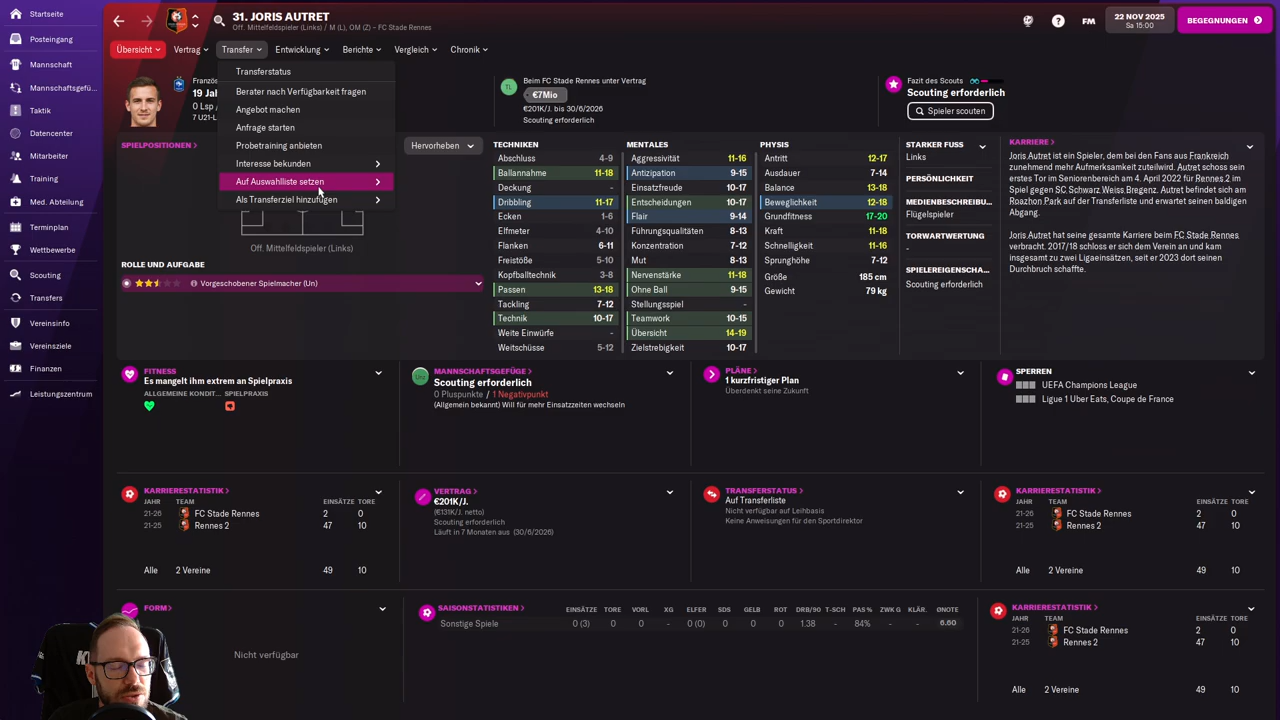 Startseite
Posteingang
Mannschaft
Mannschaftsgefü...
Taktik
Datencenter
Mitarbeiter
Training
Med. Abteilung
Terminplan
Wettbewerbe
Scouting
Transfers
Vereinsinfo
Vereinsziele
Finanzen
Leistungszentrum
31. JORIS AUTRET
Off. Mittelfeldspieler (Links) / M (L), OM (Z) – FC Stade Rennes
FM
22 NOV 2025
Sa 15:00
BEGEGNUNGEN
Übersicht
Vertrag
Transfer
Entwicklung
Berichte
Vergleich
Chronik
Transferstatus
Berater nach Verfügbarkeit fragen
Angebot machen
Anfrage starten
Probetraining anbieten
Interesse bekunden
Auf Auswahlliste setzen
Als Transferziel hinzufügen
19 Jah
0 Lsp /
7 U21-L
TL
Beim FC Stade Rennes unter Vertrag
€7Mio
€201K/J. bis 30/6/2026
Scouting erforderlich
Fazit des Scouts
Scouting erforderlich
Spieler scouten
SPIELPOSITIONEN
Hervorheben
Off. Mittelfeldspieler (Links)
ROLLE UND AUFGABE
Vorgeschobener Spielmacher (Un)
TECHNIKEN
Abschluss 4-9
Ballannahme 11-18
Deckung -
Dribbling 11-17
Ecken 1-6
Elfmeter 4-10
Flanken 6-11
Freistöße 5-10
Kopfballtechnik 3-8
Passen 13-18
Tackling 7-12
Technik 10-17
Weite Einwürfe -
Weitschüsse 5-12
MENTALES
Aggressivität 11-16
Antizipation 9-15
Einsatzfreude 10-17
Entscheidungen 10-17
Flair 9-14
Führungsqualitäten 8-13
Konzentration 7-12
Mut 8-13
Nervenstärke 11-18
Ohne Ball 9-15
Stellungsspiel -
Teamwork 10-15
Übersicht 14-19
Zielstrebigkeit 10-17
PHYSIS
Antritt 12-17
Ausdauer 7-14
Balance 13-18
Beweglichkeit 12-18
Grundfitness 17-20
Kraft 11-18
Schnelligkeit 11-16
Sprunghöhe 7-12
Größe 185 cm
Gewicht 79 kg
STARKER FUSS
Links
PERSÖNLICHKEIT
-
MEDIENBESCHREIBU...
Flügelspieler
TORWARTWERTUNG
-
SPIELEREIGENSCHA...
Scouting erforderlich
KARRIERE
Joris Autret ist ein Spieler, dem bei den Fans aus Frankreich
zunehmend mehr Aufmerksamkeit zuteilwird. Autret schoss sein
erstes Tor im Seniorenbereich am 4. April 2022 für Rennes 2 im
Spiel gegen SC Schwarz Weiss Bregenz. Autret befindet sich am
Roazhon Park auf der Transferliste und erwartet seinen baldigen
Abgang.
Joris Autret hat seine gesamte Karriere beim FC Stade Rennes
verbracht. 2017/18 schloss er sich dem Verein an und kam
insgesamt zu zwei Ligaeinsätzen, seit er 2023 dort seinen
Durchbruch schaffte.
FITNESS
Es mangelt ihm extrem an Spielpraxis
ALLGEMEINE KONDIT... SPIELPRAXIS
MANNSCHAFTSGEFÜGE
Scouting erforderlich
0 Pluspunkte / 1 Negativpunkt
(Allgemein bekannt) Will für mehr Einsatzzeiten wechseln
PLÄNE
1 kurzfristiger Plan
Überdenkt seine Zukunft
SPERREN
UEFA Champions League
Ligue 1 Uber Eats, Coupe de France
KARRIERESTATISTIK
JAHR TEAM EINSÄTZE TORE
21-26 FC Stade Rennes 2 0
21-25 Rennes 2 47 10
Alle 2 Vereine 49 10
VERTRAG
€201K/J.
(€131K/J. netto)
Scouting erforderlich
Läuft in 7 Monaten aus (30/6/2026)
TRANSFERSTATUS
Auf Transferliste
Nicht verfügbar auf Leihbasis
Keine Anweisungen für den Sportdirektor
KARRIERESTATISTIK
JAHR TEAM EINSÄTZE TORE
21-26 FC Stade Rennes 2 0
21-25 Rennes 2 47 10
Alle 2 Vereine 49 10
FORM
Nicht verfügbar
SAISONSTATISTIKEN EINSÄTZE TORE VORL XG ELFER SDS GELB ROT DRB/90 T-SCH PAS % ZWK G KLÄR. ØNOTE
Sonstige Spiele 0 (3) 0 0 - 0 (0) 0 0 0 1.38 - 84% - - 6.60
KARRIERESTATISTIK
JAHR TEAM EINSÄTZE TORE
21-26 FC Stade Rennes 2 0
21-25 Rennes 2 47 10
Alle 2 Vereine 49 10